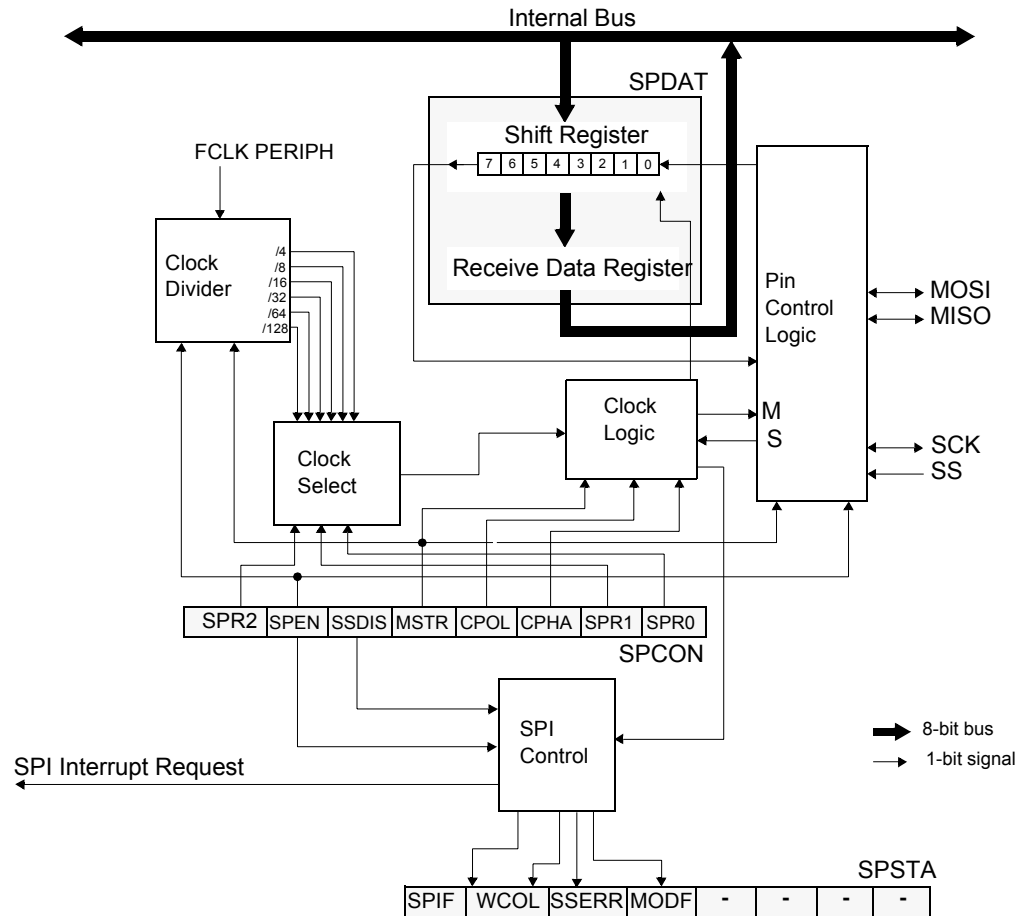 Internal Bus
SPDAT
Shift Register
7 6 5 4 3 2 1 0
FCLK PERIPH
Clock
Divider
/4
/8
/16
/32
/64
/128
Receive Data Register
Pin
Control
Logic
MOSI
MISO
Clock
Logic
M
S
SCK
SS
Clock
Select
SPR2 SPEN SSDIS MSTR CPOL CPHA SPR1 SPR0
SPCON
SPI
Control
8-bit bus
1-bit signal
SPI Interrupt Request
SPSTA
SPIF WCOL SSERR MODF - - - -